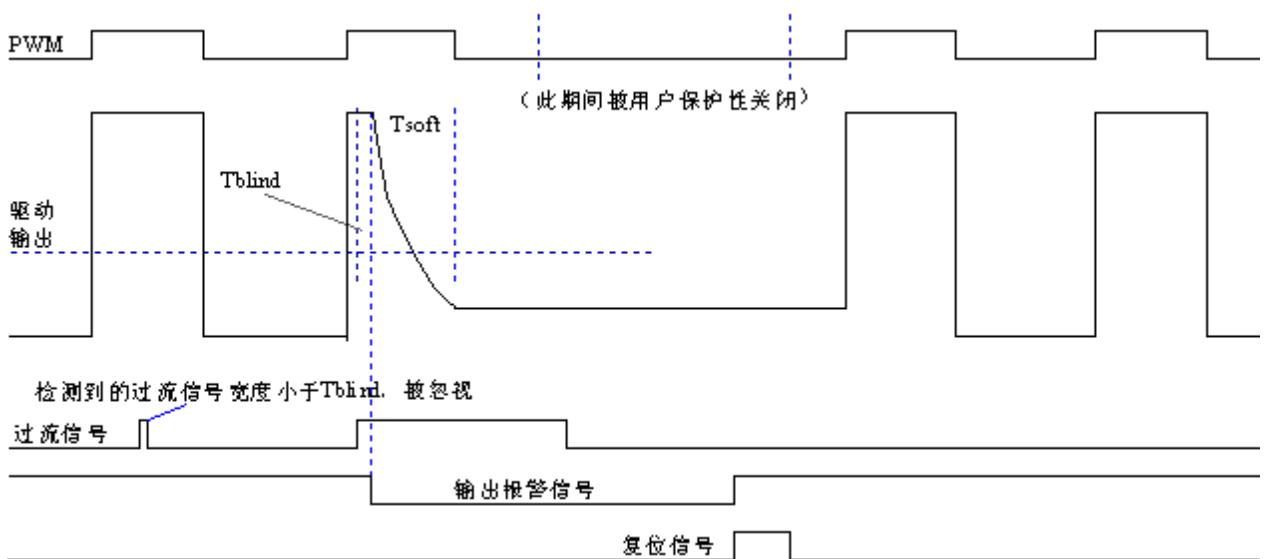 PWM
（此期间被用户保护性关闭）
Tsoft
Tblind
驱动
输出
检测到的过流信号宽度小于Tblind. 被忽视
过流信号
输出报警信号
复位信号